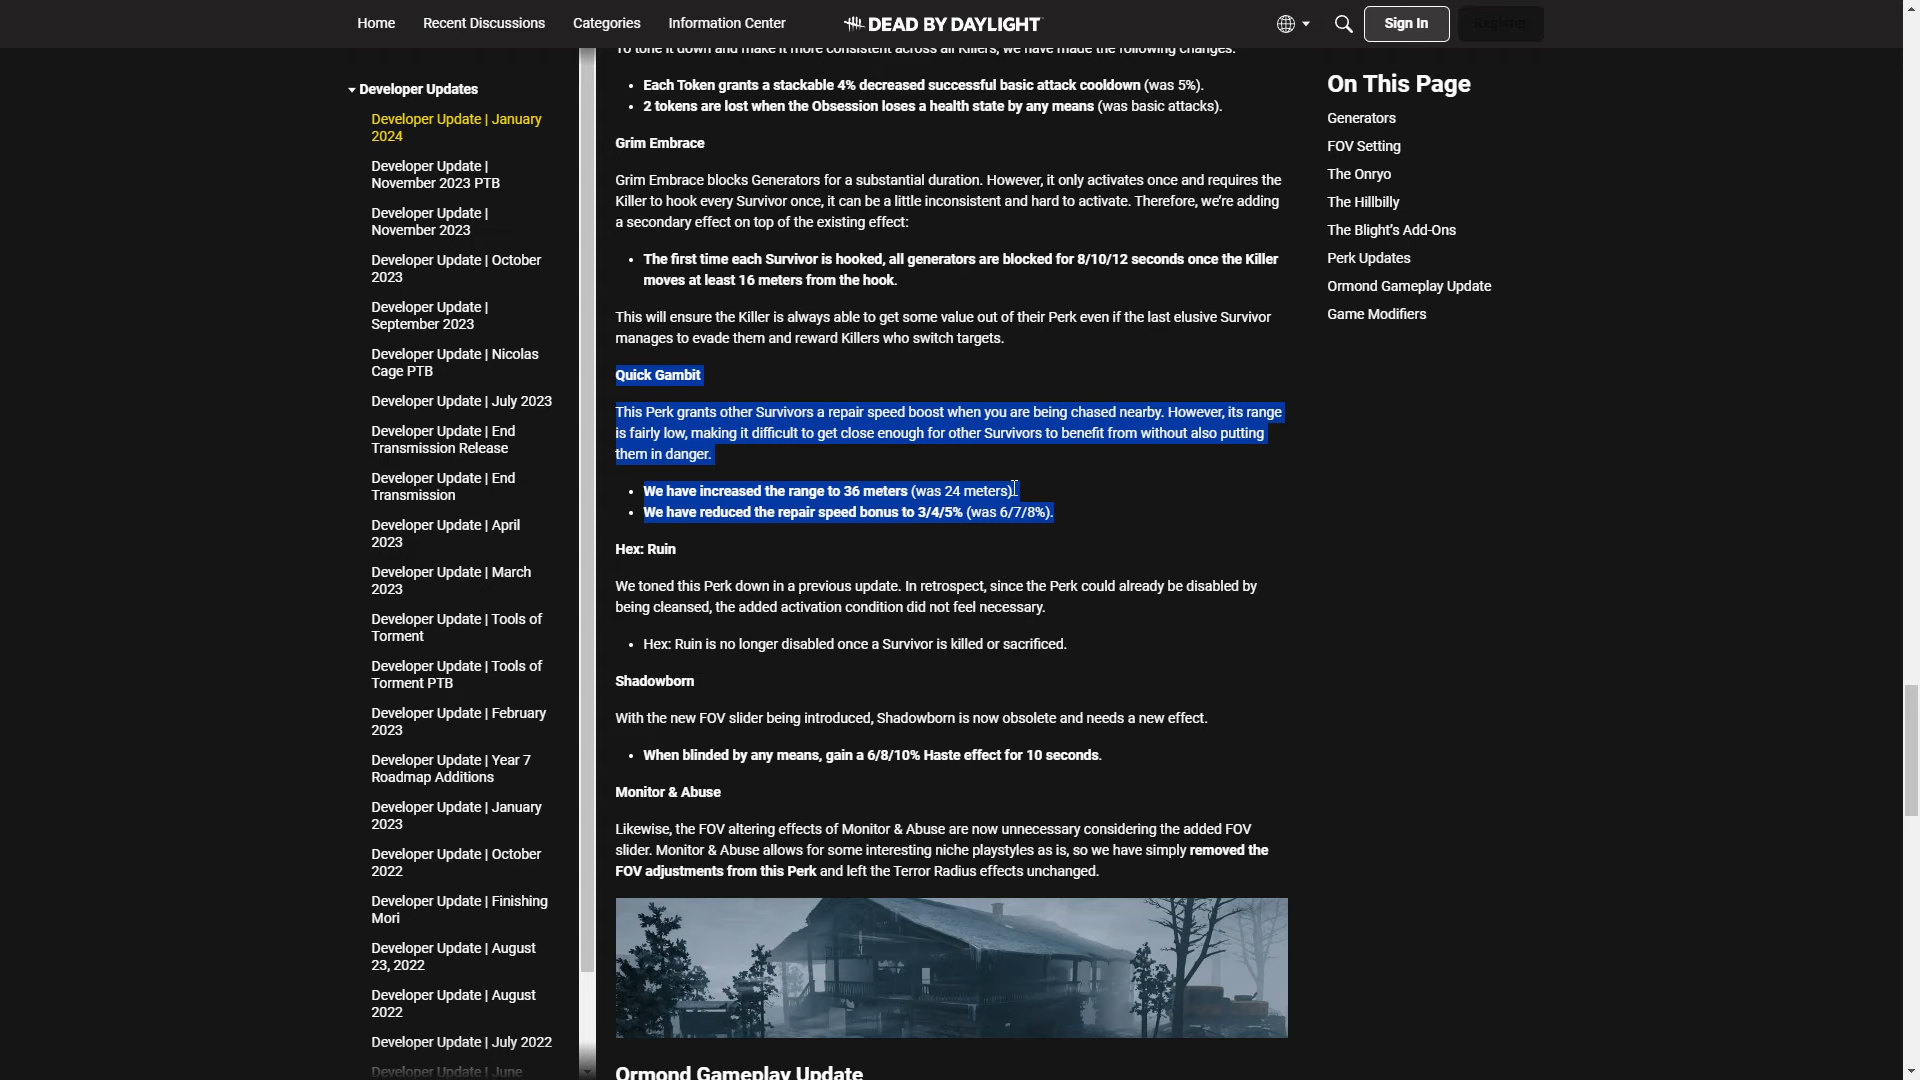 Home
Recent Discussions
Categories
Information Center
DEAD BY DAYLIGHT
Sign In
Register
Developer Updates
Developer Update | January
2024
Developer Update |
November 2023 PTB
Developer Update |
November 2023
Developer Update | October
2023
Developer Update |
September 2023
Developer Update | Nicolas
Cage PTB
Developer Update | July 2023
Developer Update | End
Transmission Release
Developer Update | End
Transmission
Developer Update | April
2023
Developer Update | March
2023
Developer Update | Tools of
Torment
Developer Update | Tools of
Torment PTB
Developer Update | February
2023
Developer Update | Year 7
Roadmap Additions
Developer Update | January
2023
Developer Update | October
2022
Developer Update | Finishing
Mori
Developer Update | August
23, 2022
Developer Update | August
2022
Developer Update | July 2022
Developer Update | June
To tone it down and make it more consistent across all Killers, we have made the following changes:
• Each Token grants a stackable 4% decreased successful basic attack cooldown (was 5%).
• 2 tokens are lost when the Obsession loses a health state by any means (was basic attacks).
Grim Embrace
Grim Embrace blocks Generators for a substantial duration. However, it only activates once and requires the
Killer to hook every Survivor once, it can be a little inconsistent and hard to activate. Therefore, we're adding
a secondary effect on top of the existing effect:
• The first time each Survivor is hooked, all generators are blocked for 8/10/12 seconds once the Killer
moves at least 16 meters from the hook.
This will ensure the Killer is always able to get some value out of their Perk even if the last elusive Survivor
manages to evade them and reward Killers who switch targets.
Quick Gambit
This Perk grants other Survivors a repair speed boost when you are being chased nearby. However, its range
is fairly low, making it difficult to get close enough for other Survivors to benefit from without also putting
them in danger.
• We have increased the range to 36 meters (was 24 meters).
• We have reduced the repair speed bonus to 3/4/5% (was 6/7/8%).
Hex: Ruin
We toned this Perk down in a previous update. In retrospect, since the Perk could already be disabled by
being cleansed, the added activation condition did not feel necessary.
• Hex: Ruin is no longer disabled once a Survivor is killed or sacrificed.
Shadowborn
With the new FOV slider being introduced, Shadowborn is now obsolete and needs a new effect.
• When blinded by any means, gain a 6/8/10% Haste effect for 10 seconds.
Monitor & Abuse
Likewise, the FOV altering effects of Monitor & Abuse are now unnecessary considering the added FOV
slider. Monitor & Abuse allows for some interesting niche playstyles as is, so we have simply removed the
FOV adjustments from this Perk and left the Terror Radius effects unchanged.
Ormond Gameplay Update
On This Page
Generators
FOV Setting
The Onryo
The Hillbilly
The Blight's Add-Ons
Perk Updates
Ormond Gameplay Update
Game Modifiers